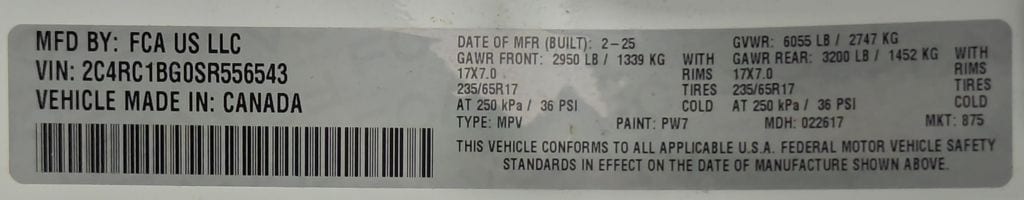 MFD BY: FCA US LLC
VIN: 2C4RC1BG0SR556543
VEHICLE MADE IN: CANADA
DATE OF MFR (BUILT): 2-25 GVWR: 6055 LB / 2747 KG
GAWR FRONT: 2950 LB / 1339 KG WITH GAWR REAR: 3200 LB / 1452 KG WITH
17X7.0 RIMS 17X7.0 RIMS
235/65R17 TIRES 235/65R17 TIRES
AT 250 kPa / 36 PSI COLD AT 250 kPa / 36 PSI COLD
TYPE: MPV PAINT: PW7 MDH: 022617 MKT: 875
THIS VEHICLE CONFORMS TO ALL APPLICABLE U.S.A. FEDERAL MOTOR VEHICLE SAFETY
STANDARDS IN EFFECT ON THE DATE OF MANUFACTURE SHOWN ABOVE.